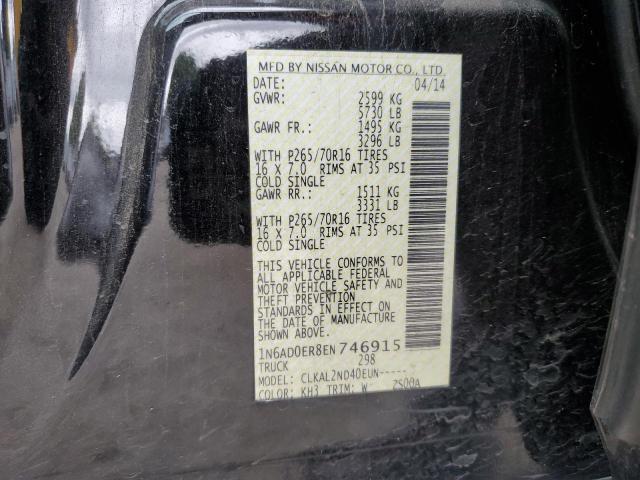 MFD BY NISSAN MOTOR CO., LTD.
DATE: 04/14
GVWR: 2599 KG
5730 LB
GAWR FR.: 1495 KG
3296 LB
WITH P265/70R16 TIRES
16 X 7.0 RIMS AT 35 PSI
COLD SINGLE
GAWR RR.: 1511 KG
3331 LB
WITH P265/70R16 TIRES
16 X 7.0 RIMS AT 35 PSI
COLD SINGLE
THIS VEHICLE CONFORMS TO
ALL APPLICABLE FEDERAL
MOTOR VEHICLE SAFETY AND
THEFT PREVENTION
STANDARDS IN EFFECT ON
THE DATE OF MANUFACTURE
SHOWN ABOVE.
1N6AD0ER8EN746915
TRUCK 298
MODEL: CLKAL2ND40EUN-----
COLOR: KH3 TRIM: W ZS00A